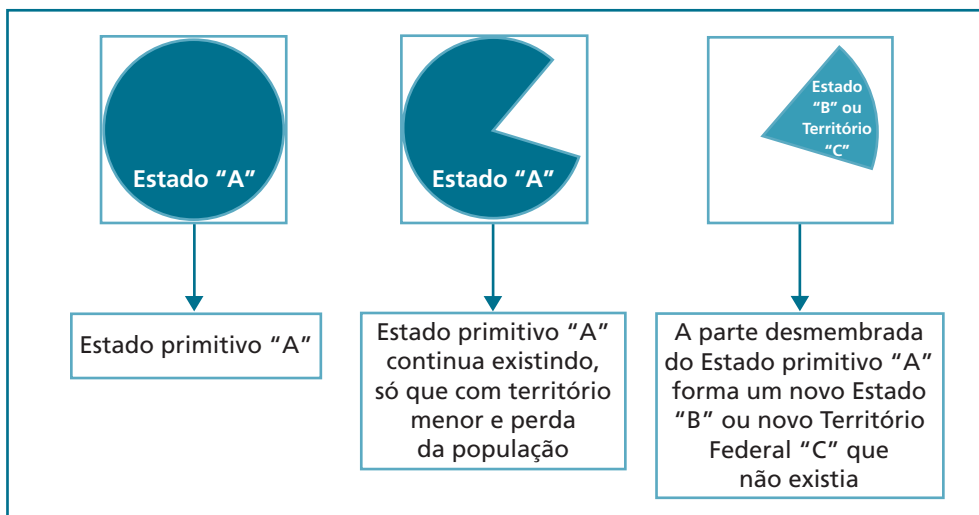 Estado “A”
Estado “A”
Estado
“B” ou
Território
“C”
Estado primitivo “A”
Estado primitivo “A”
continua existindo,
só que com território
menor e perda
da população
A parte desmembrada
do Estado primitivo “A”
forma um novo Estado
“B” ou novo Território
Federal “C” que
não existia